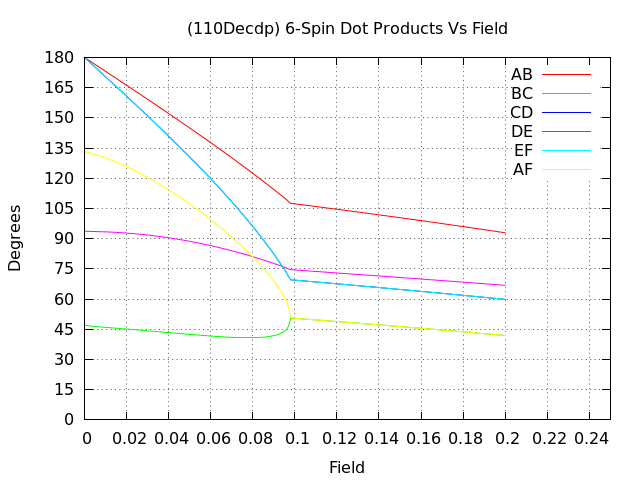 (110Decdp) 6-Spin Dot Products Vs Field
180
165
150
135
120
105
90
75
60
45
30
15
0
Degrees
AB
BC
CD
DE
EF
AF
0 0.02 0.04 0.06 0.08 0.1 0.12 0.14 0.16 0.18 0.2 0.22 0.24
Field